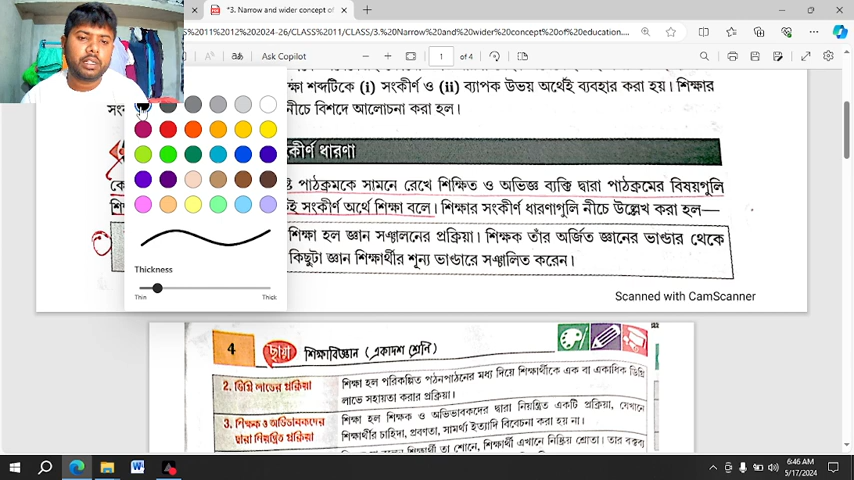 *3. Narrow and wider concept of
S%2011%2012%202024-26/CLASS%2011/3.%20Narrow%20and%20wider%20concept%20of%20education....
Ask Copilot
1 of 4
ক্ষা শব্দটিকে (i) সংকীর্ণ ও (ii) ব্যাপক উভয় অর্থেই ব্যবহার করা হয়। শিক্ষার
সংকী
নীচে বিশদে আলোচনা করা হল।
কীর্ণ ধারণা
পাঠক্রমকে সামনে রেখে শিক্ষিত ও অভিজ্ঞ ব্যক্তি দ্বারা পাঠক্রমের বিষয়গুলি
ই সংকীর্ণ অর্থে শিক্ষা বলে। শিক্ষার সংকীর্ণ ধারণাগুলি নীচে উল্লেখ করা হল—
শিক্ষা হল জ্ঞান সঞ্চালনের প্রক্রিয়া। শিক্ষক তাঁর অর্জিত জ্ঞানের ভাণ্ডার থেকে
কিছুটা জ্ঞান শিক্ষার্থীর শূন্য ভাণ্ডারে সঞ্চালিত করেন।
Thickness
Thin Thick
Scanned with CamScanner
4 ছায়া শিক্ষাবিজ্ঞান (একাদশ শ্রেণি)
2. ডিগ্রি লাভের প্রক্রিয়া
শিক্ষা হল পরিকল্পিত পঠনপাঠনের মধ্য দিয়ে শিক্ষার্থীকে এক বা একাধিক ডিগ্রি
লাভে সহায়তা করার প্রক্রিয়া।
3. শিক্ষক ও অভিভাবকদের
দ্বারা নিয়ন্ত্রিত প্রক্রিয়া
শিক্ষা হল শিক্ষক ও অভিভাবকদের দ্বারা নিয়ন্ত্রিত একটি প্রক্রিয়া, যেখানে
শিক্ষার্থীর চাহিদা, প্রবণতা, সামর্থ্য ইত্যাদি বিবেচনা করা হয় না।
শিক্ষার্থী তা শোনে, শিক্ষার্থী এখানে নিষ্ক্রিয় শ্রোতা। তার বক্তব্য
6:46 AM
5/17/2024